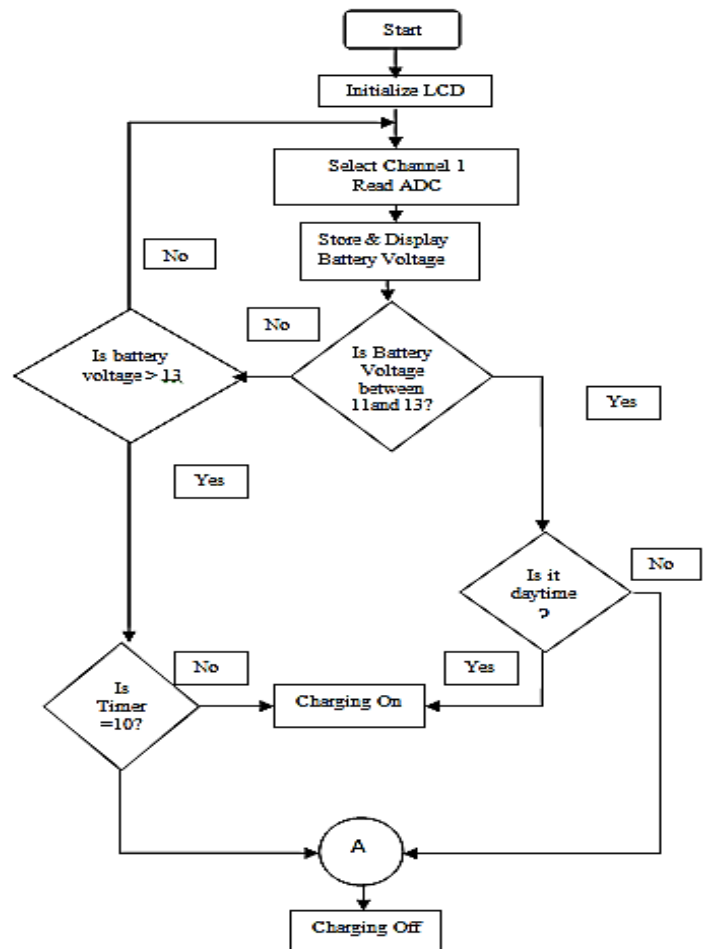 Start
Initialize LCD
Select Channel 1
Read ADC
Store & Display
Battery Voltage
No
No
Is battery
voltage > 13
Is Battery
Voltage
between
11and 13?
Yes
Yes
Is it
daytime
?
No
Is
Timer
=10?
No
Yes
Charging On
A
Charging Off